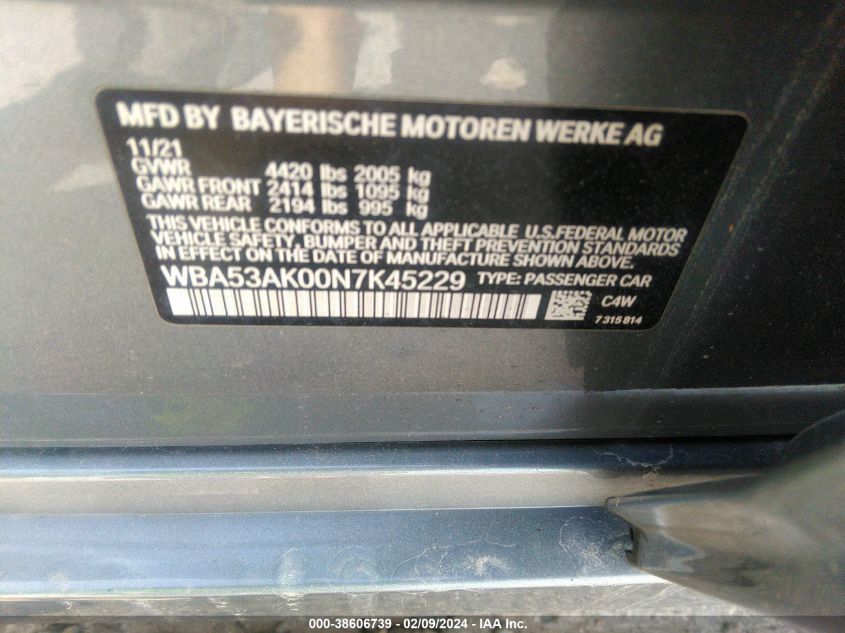 MFD BY BAYERISCHE MOTOREN WERKE AG
11/21
GVWR 4420 lbs 2005 kg
GAWR FRONT 2414 lbs 1095 kg
GAWR REAR 2194 lbs 995 kg
THIS VEHICLE CONFORMS TO ALL APPLICABLE U.S.FEDERAL MOTOR
VEHICLE SAFETY, BUMPER AND THEFT PREVENTION STANDARDS
IN EFFECT ON THE DATE OF MANUFACTURE SHOWN ABOVE.
WBA53AK00N7K45229 TYPE: PASSENGER CAR
C4W
7315814
000-38606739 - 02/09/2024 - IAA Inc.